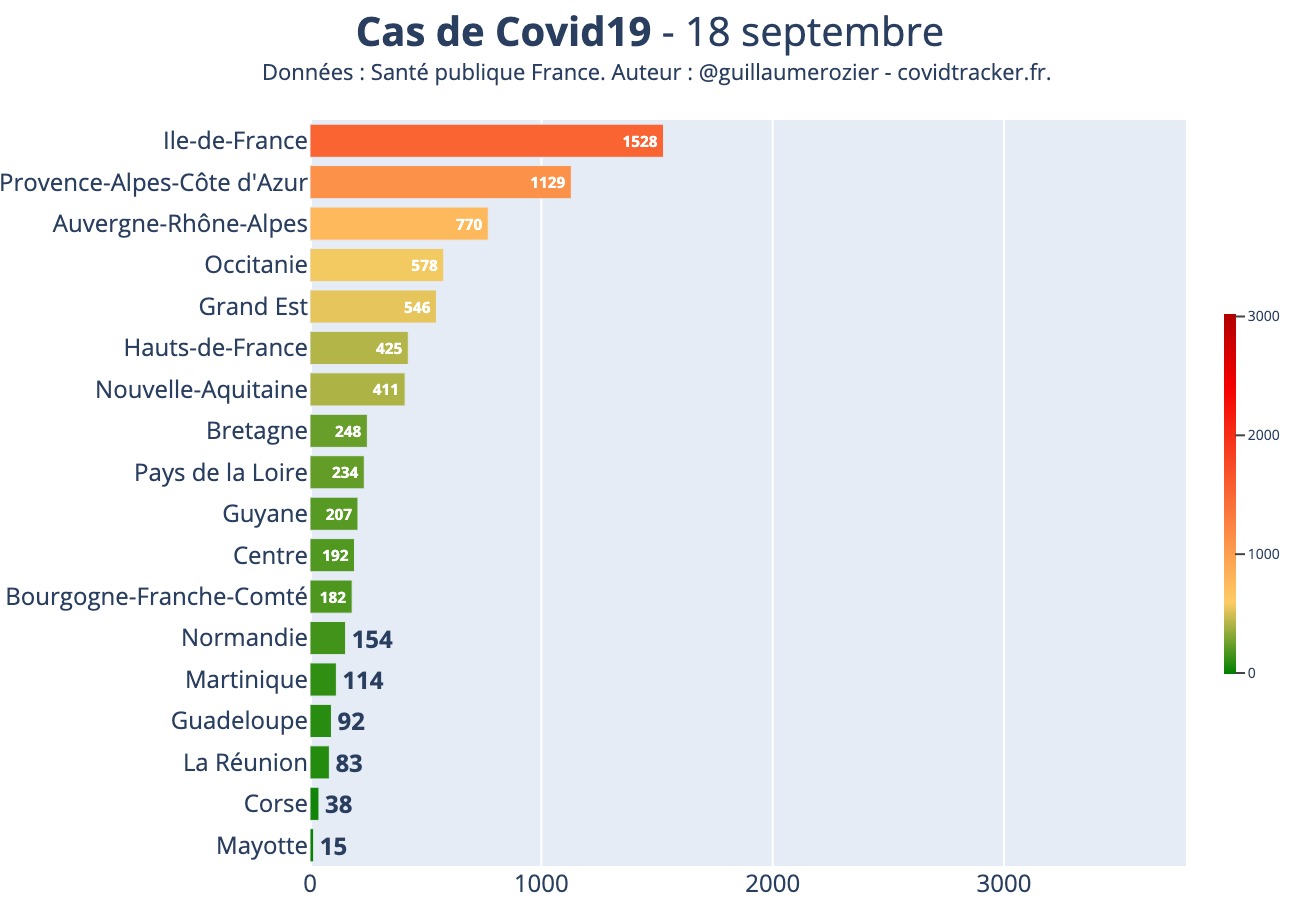 Cas de Covid19 - 18 septembre
Données : Santé publique France. Auteur : @guillaumerozier - covidtracker.fr.
Ile-de-France 1528
Provence-Alpes-Côte d'Azur 1129
Auvergne-Rhône-Alpes 770
Occitanie 578
Grand Est 546
Hauts-de-France 425
Nouvelle-Aquitaine 411
Bretagne 248
Pays de la Loire 234
Guyane 207
Centre 192
Bourgogne-Franche-Comté 182
Normandie 154
Martinique 114
Guadeloupe 92
La Réunion 83
Corse 38
Mayotte 15
0 1000 2000 3000
3000
2000
1000
0